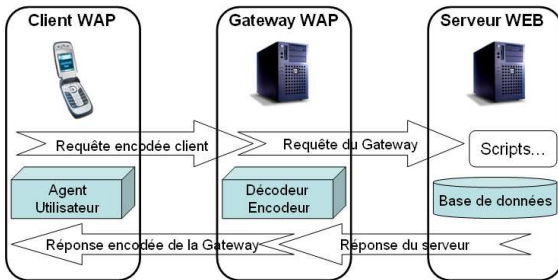 Client WAP
Gateway WAP
Serveur WEB
Requête encodée client
Requête du Gateway
Scripts...
Agent
Utilisateur
Décodeur
Encodeur
Base de données
Réponse encodée de la Gateway
Réponse du serveur